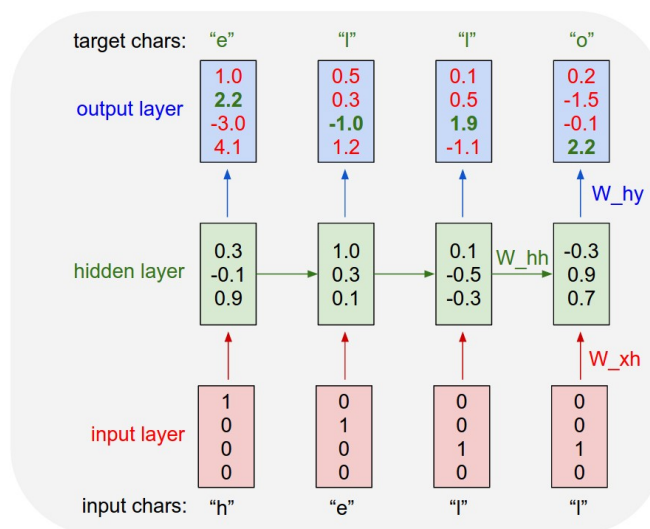 target chars: “e” “l” “l” “o”
output layer
1.0 0.5 0.1 0.2
2.2 0.3 0.5 -1.5
-3.0 -1.0 1.9 -0.1
4.1 1.2 -1.1 2.2
W_hy
hidden layer
0.3 1.0 0.1 -0.3
-0.1 0.3 -0.5 0.9
0.9 0.1 -0.3 0.7
W_hh
W_xh
input layer
1 0 0 0
0 1 0 0
0 0 1 1
0 0 0 0
input chars: “h” “e” “l” “l”